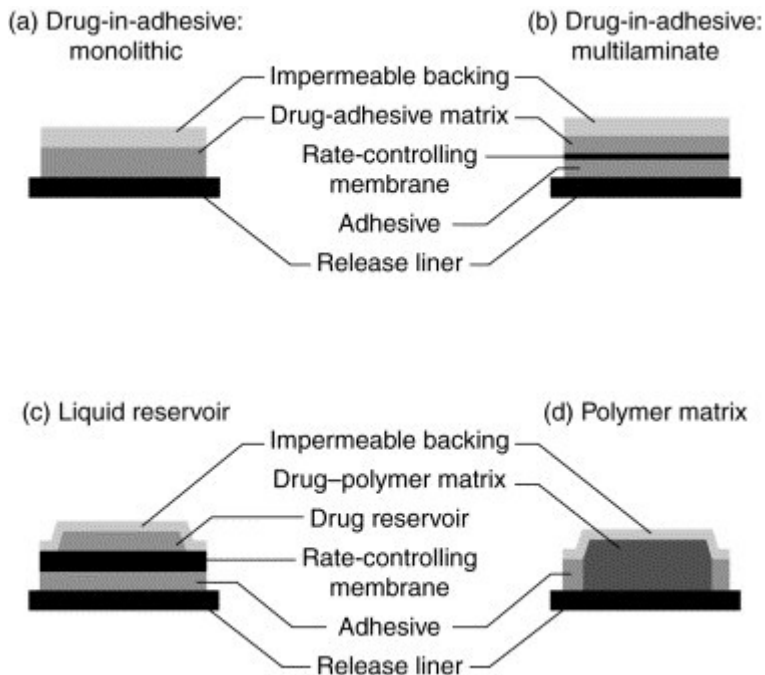 (a) Drug-in-adhesive:
monolithic
(b) Drug-in-adhesive:
multilaminate
Impermeable backing
Drug-adhesive matrix
Rate-controlling
membrane
Adhesive
Release liner
(c) Liquid reservoir
(d) Polymer matrix
Impermeable backing
Drug–polymer matrix
Drug reservoir
Rate-controlling
membrane
Adhesive
Release liner